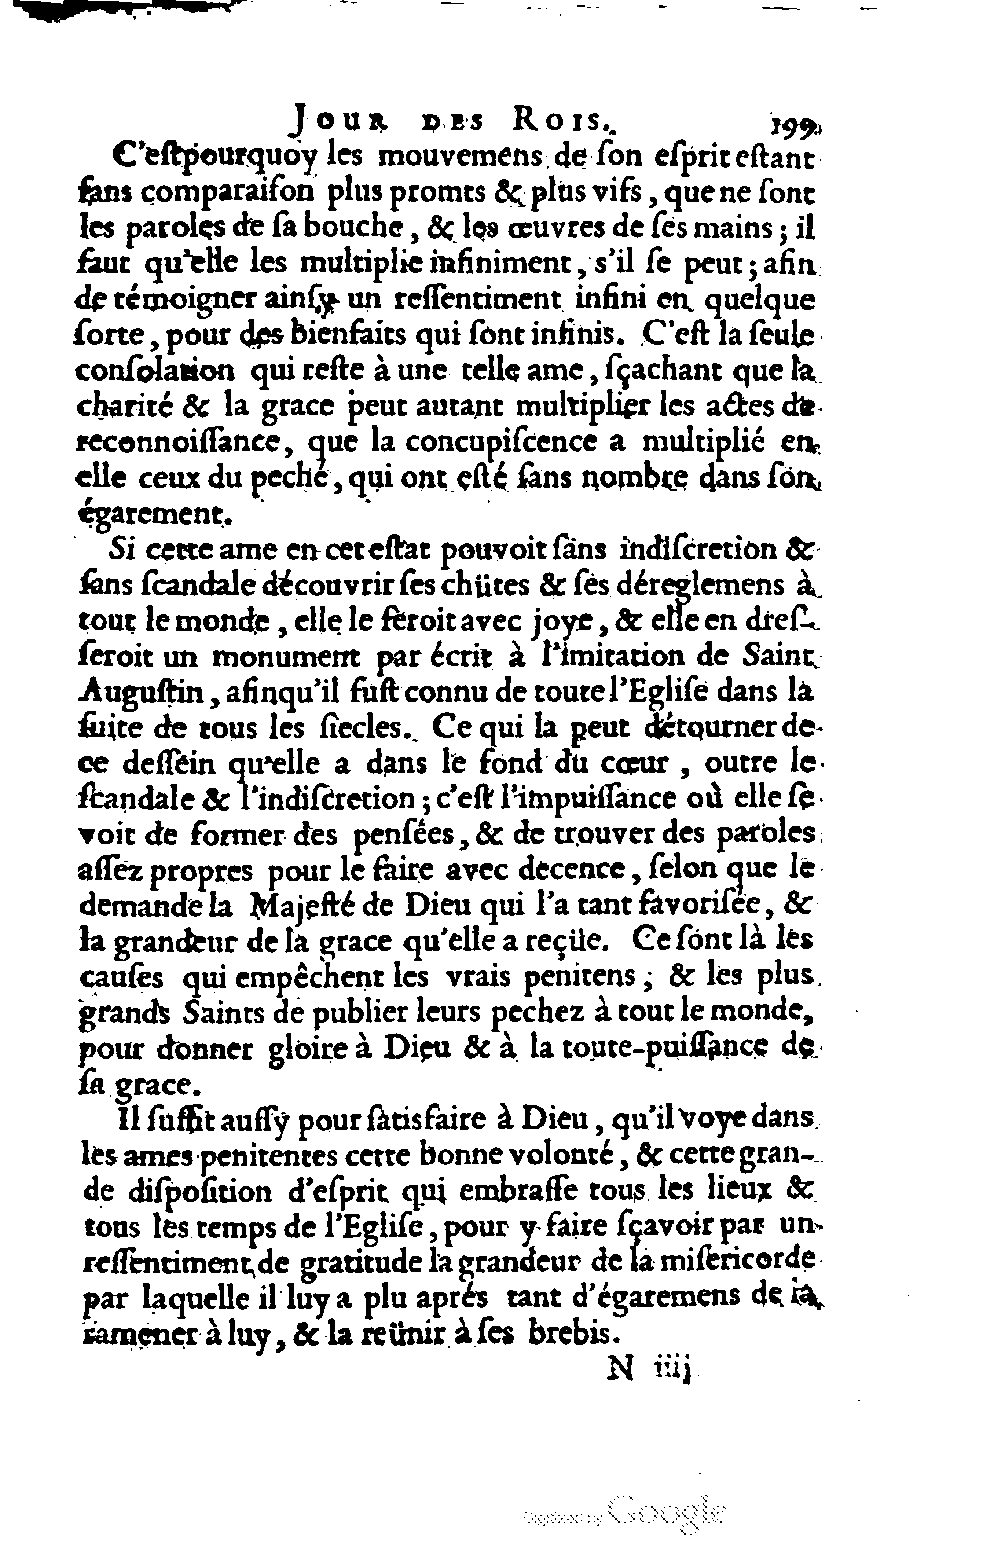 JOUR DES ROIS. 199
C'eſtpourquoy les mouvemens de ſon eſprit eſtant
ſans comparaiſon plus promts & plus vifs, que ne ſont
les paroles de ſa bouche, & les œuvres de ſes mains; il
faut qu'elle les multiplie infiniment, s'il ſe peut; afin
de témoigner ainſy un reſſentiment infini en quelque
ſorte, pour des bienfaits qui ſont infinis. C'eſt la ſeule
conſolation qui reſte à une telle ame, ſçachant que la
charité & la grace peut autant multiplier les actes de
reconnoiſſance, que la concupiſcence a multiplié en
elle ceux du peché, qui ont eſté ſans nombre dans ſon
égarement.
Si cette ame en cet eſtat pouvoit ſans indiſcretion &
ſans ſcandale découvrir ſes chûtes & ſes déreglemens à
tout le monde, elle le feroit avec joye, & elle en dreſ-
ſeroit un monument par écrit à l'imitation de Saint
Auguſtin, afinqu'il fuſt connu de toute l'Egliſe dans la
ſuite de tous les ſiecles. Ce qui la peut détourner de
ce deſſein qu'elle a dans le fond du cœur, outre le
ſcandale & l'indiſcretion; c'eſt l'impuiſſance où elle ſe
voit de former des penſées, & de trouver des paroles
aſſez propres pour le faire avec decence, ſelon que le
demande la Majeſté de Dieu qui l'a tant favoriſée, &
la grandeur de la grace qu'elle a reçüe. Ce ſont là les
cauſes qui empêchent les vrais penitens, & les plus
grands Saints de publier leurs pechez à tout le monde,
pour donner gloire à Dieu & à la toute-puiſſance de
ſa grace.
Il ſuffit auſſy pour ſatisfaire à Dieu, qu'il voye dans
les ames penitentes cette bonne volonté, & cette gran-
de diſpoſition d'eſprit qui embraſſe tous les lieux &
tous les temps de l'Egliſe, pour y faire ſçavoir par un
reſſentiment de gratitude la grandeur de la miſericorde
par laquelle il luy a plu aprés tant d'égaremens de la
ramener à luy, & la reünir à ſes brebis.
N iiij
Digitized by Google